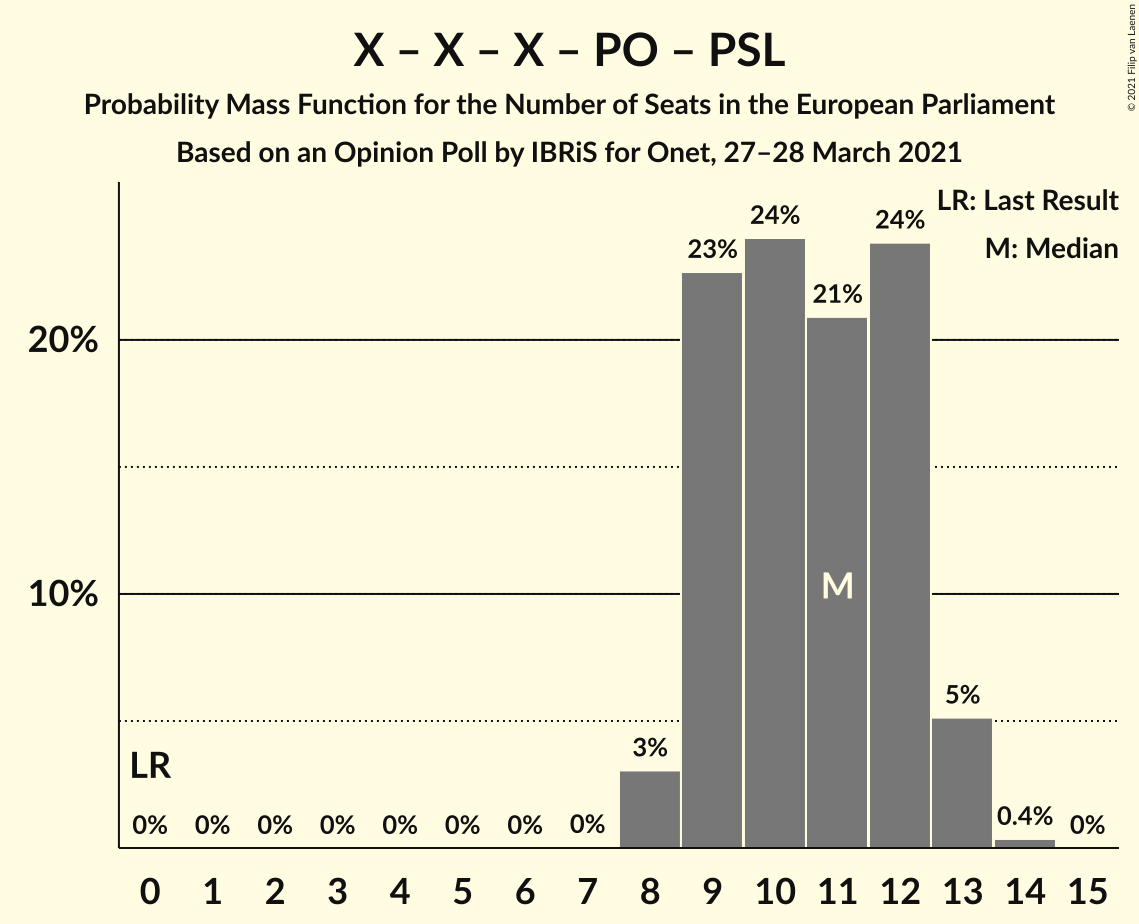 X – X – X – PO – PSL
Probability Mass Function for the Number of Seats in the European Parliament
Based on an Opinion Poll by IBRiS for Onet, 27–28 March 2021
© 2021 Filip van Laenen
LR: Last Result
M: Median
20%
10%
LR
M
0% 0% 0% 0% 0% 0% 0% 0% 3% 23% 24% 21% 24% 5% 0.4% 0%
0 1 2 3 4 5 6 7 8 9 10 11 12 13 14 15